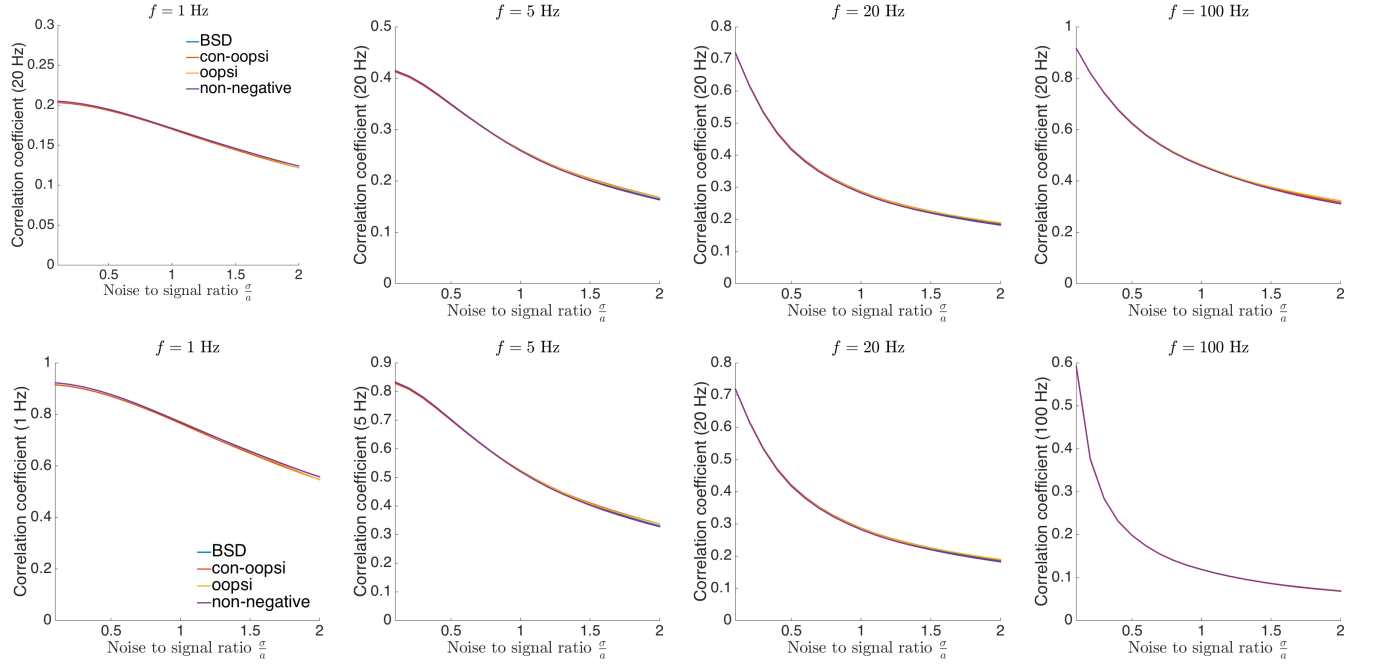 f = 1 Hz
Correlation coefficient (20 Hz)
0.3
0.25
0.2
0.15
0.1
0.05
0
BSD
con-oopsi
oopsi
non-negative
0.5 1 1.5 2
Noise to signal ratio σ/a
f = 5 Hz
Correlation coefficient (20 Hz)
0.5
0.4
0.3
0.2
0.1
0
0.5 1 1.5 2
Noise to signal ratio σ/a
f = 20 Hz
Correlation coefficient (20 Hz)
0.8
0.7
0.6
0.5
0.4
0.3
0.2
0.1
0
0.5 1 1.5 2
Noise to signal ratio σ/a
f = 100 Hz
Correlation coefficient (20 Hz)
1
0.8
0.6
0.4
0.2
0
0.5 1 1.5 2
Noise to signal ratio σ/a
f = 1 Hz
Correlation coefficient (1 Hz)
1
0.8
0.6
0.4
0.2
0
BSD
con-oopsi
oopsi
non-negative
0.5 1 1.5 2
Noise to signal ratio σ/a
f = 5 Hz
Correlation coefficient (5 Hz)
0.9
0.8
0.7
0.6
0.5
0.4
0.3
0.2
0.1
0
0.5 1 1.5 2
Noise to signal ratio σ/a
f = 20 Hz
Correlation coefficient (20 Hz)
0.8
0.7
0.6
0.5
0.4
0.3
0.2
0.1
0
0.5 1 1.5 2
Noise to signal ratio σ/a
f = 100 Hz
Correlation coefficient (100 Hz)
0.6
0.5
0.4
0.3
0.2
0.1
0
0.5 1 1.5 2
Noise to signal ratio σ/a